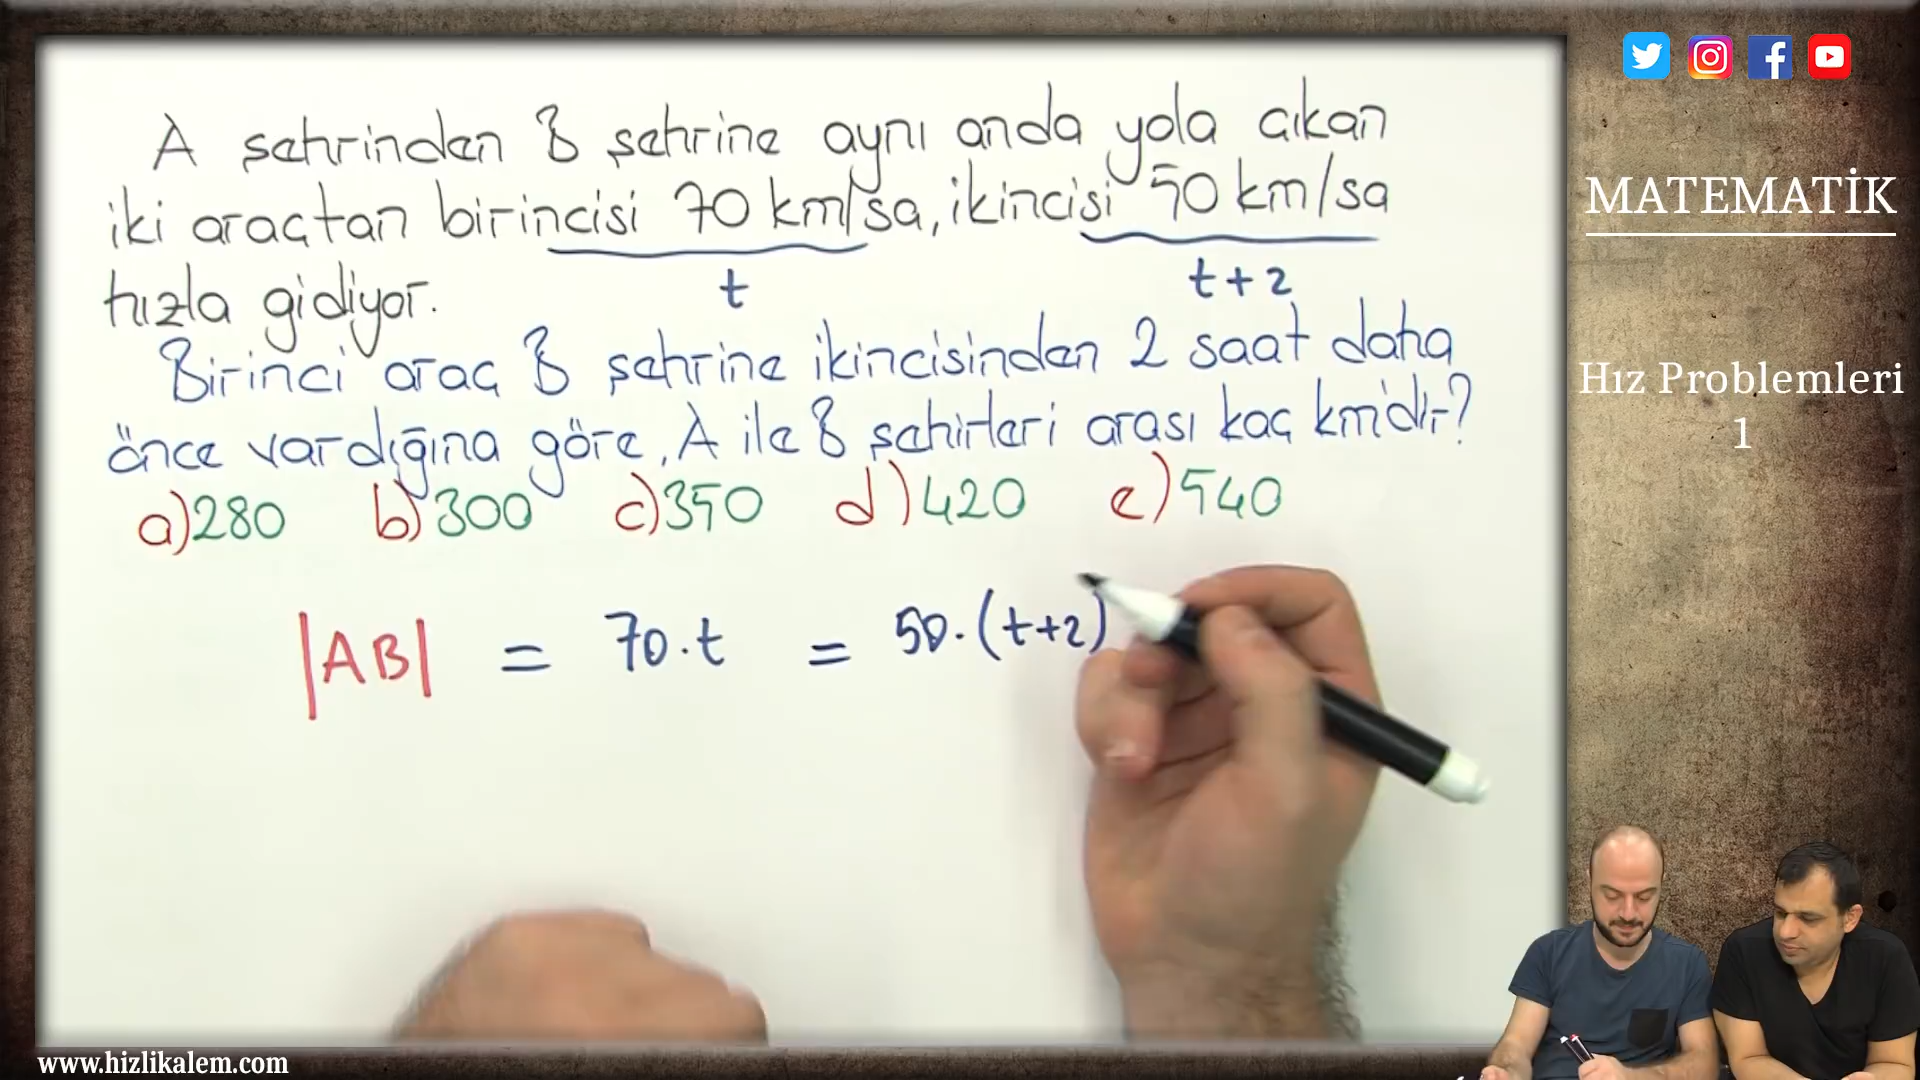 A şehrinden B şehrine aynı anda yola çıkan
iki araçtan birincisi 70 km/sa, ikincisi 50 km/sa
t
t+2
hızla gidiyor.
Birinci araç B şehrine ikincisinden 2 saat daha
önce vardığına göre, A ile B şehirleri arası kaç km'dir?
a) 280 b) 300 c) 350 d) 420 e) 540
|AB| = 70.t = 50.(t+2)
MATEMATİK
Hız Problemleri
1
www.hizlikalem.com